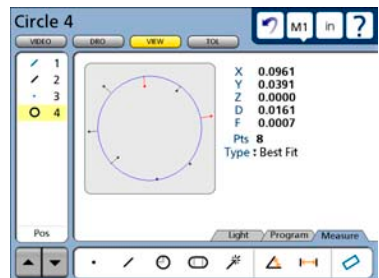 Circle 4
M1 in ?
VIDEO DRO VIEW TOL
1
2
3
4
X 0.0961
Y 0.0391
Z 0.0000
D 0.0161
F 0.0007
Pts 8
Type : Best Fit
Pos
Light Program Measure